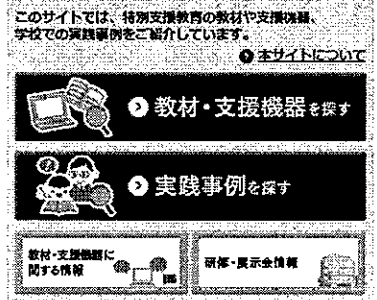 このサイトでは、特別支援教育の教材や支援機器、
学校での実践事例をご紹介しています。
本サイトについて
教材・支援機器を探す
実践事例を探す
教材・支援機器に
関する情報
研修・展示会情報